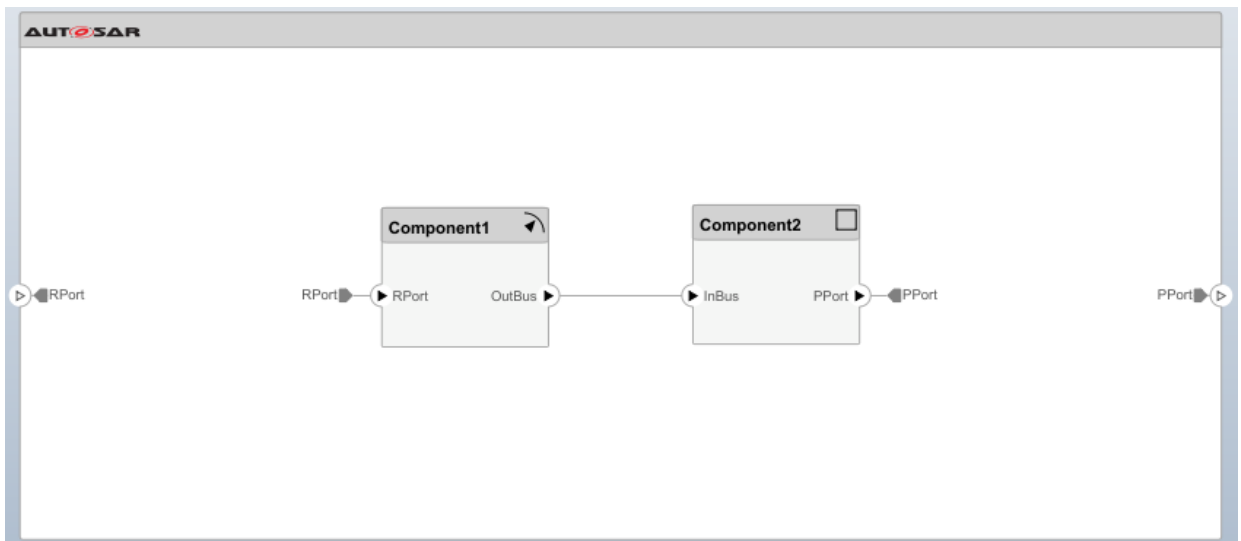 AUTOSAR
Component1
Component2
RPort
RPort
RPort
OutBus
InBus
PPort
PPort
PPort